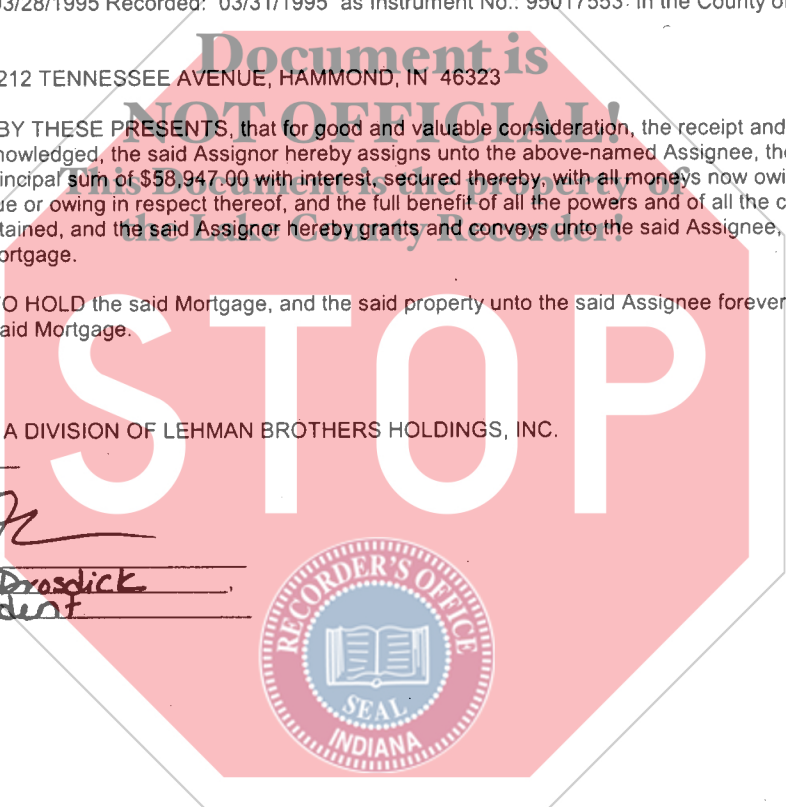 03/28/1995 Recorded: 03/31/1995 as Instrument No.: 95017553 in the County of
Document is
212 TENNESSEE AVENUE, HAMMOND, IN 46323
NOT OFFICIAL!
BY THESE PRESENTS, that for good and valuable consideration, the receipt and
nowledged, the said Assignor hereby assigns unto the above-named Assignee, the
incipal sum of $58,947.00 with interest, secured thereby, with all moneys now owi
This Document is the property of
ue or owing in respect thereof, and the full benefit of all the powers and of all the c
tained, and the said Assignor hereby grants and conveys unto the said Assignee,
the Lake County Recorder!
ortgage.
TO HOLD the said Mortgage, and the said property unto the said Assignee forever
aid Mortgage.
STOP
A DIVISION OF LEHMAN BROTHERS HOLDINGS, INC.
Drosdick
dent
RECORDER'S OFFICE
SEAL
INDIANA